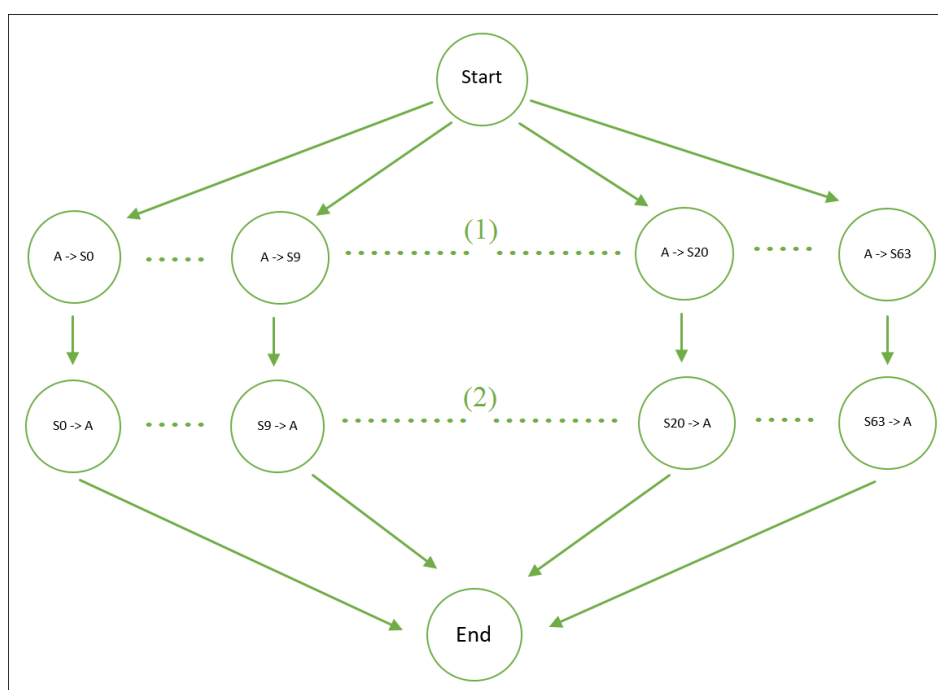 Start
(1)
A -> S0
A -> S9
A -> S20
A -> S63
(2)
S0 -> A
S9 -> A
S20 -> A
S63 -> A
End